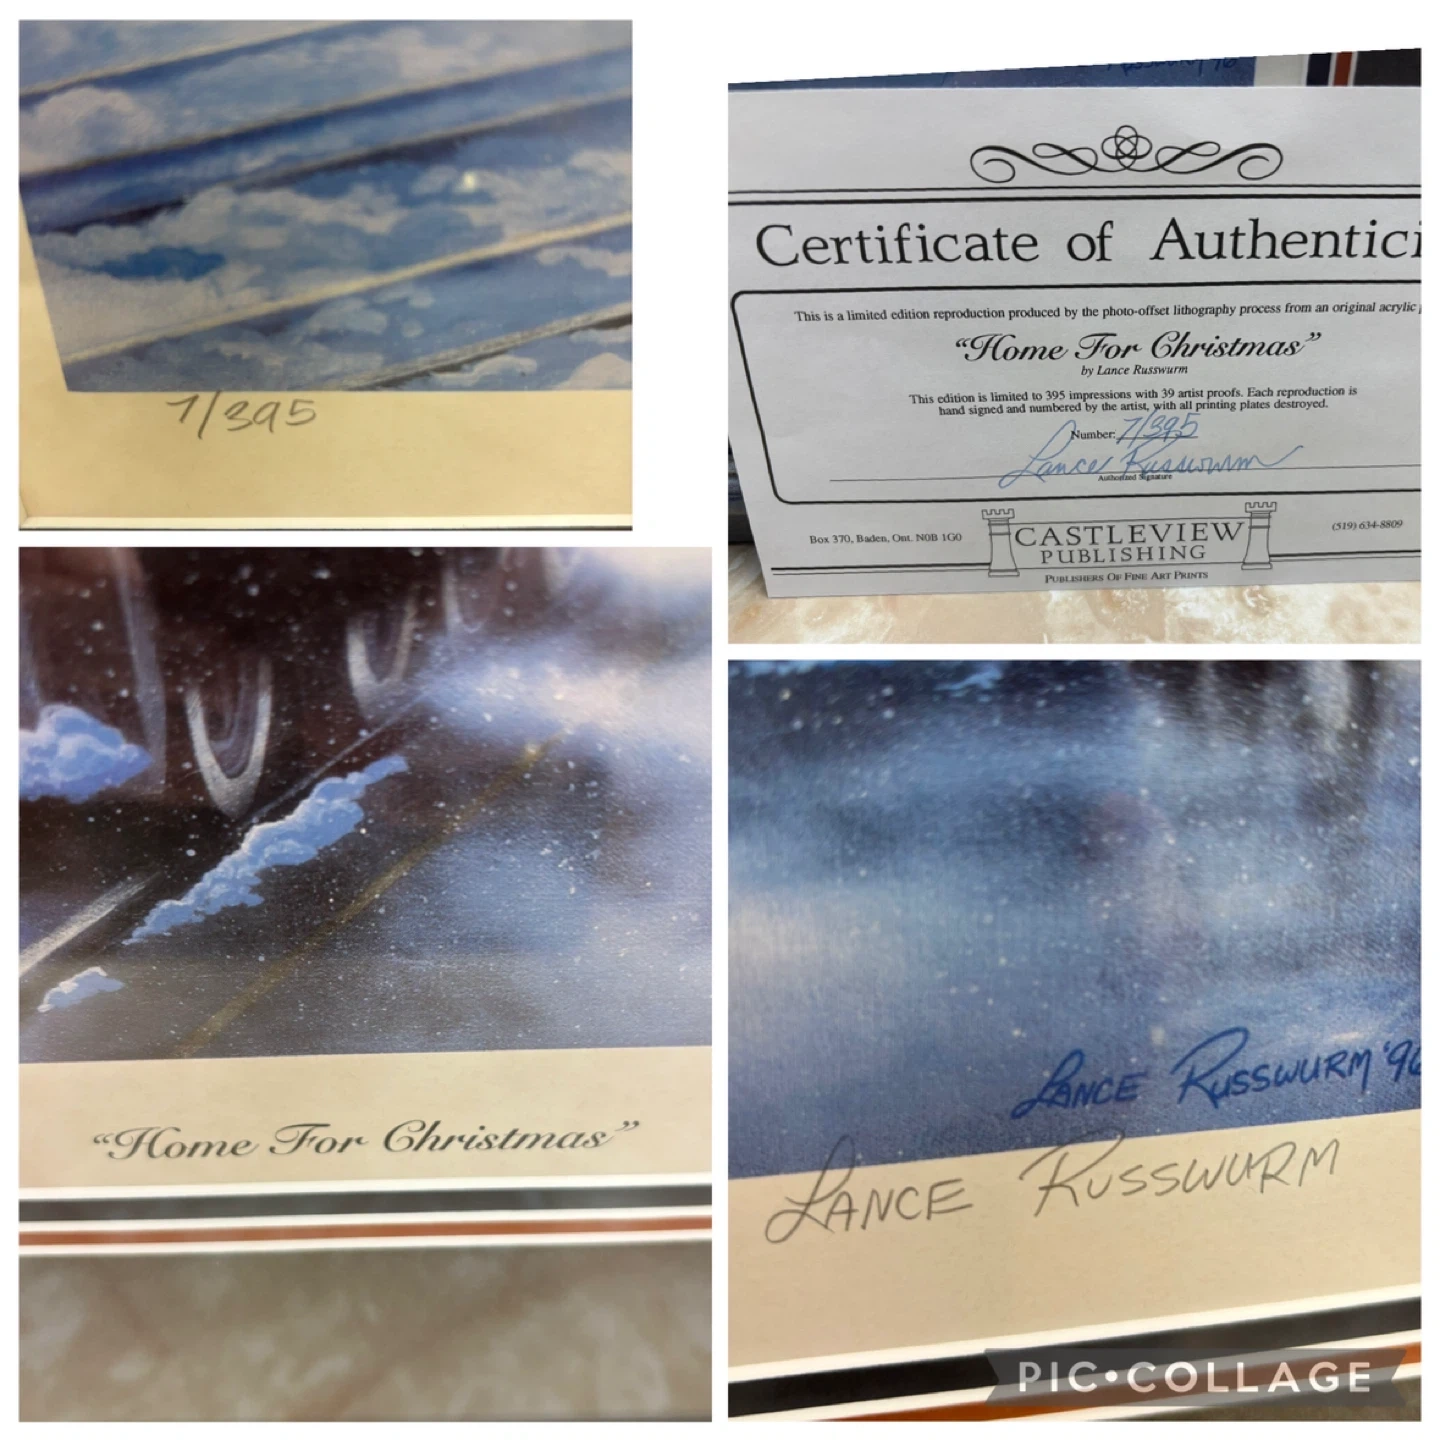 7/395
Russwurm '96
Certificate of Authentici
This is a limited edition reproduction produced by the photo-offset lithography process from an original acrylic
"Home For Christmas"
by Lance Russwurm
This edition is limited to 395 impressions with 39 artist proofs. Each reproduction is
hand signed and numbered by the artist, with all printing plates destroyed.
Number: 7/395
Lance Russwurm
Authorized Signature
Box 370, Baden, Ont. N0B 1G0
CASTLEVIEW
PUBLISHING
PUBLISHERS OF FINE ART PRINTS
(519) 634-8809
"Home For Christmas"
LANCE RUSSWURM '96
LANCE RUSSWURM
PIC•COLLAGE